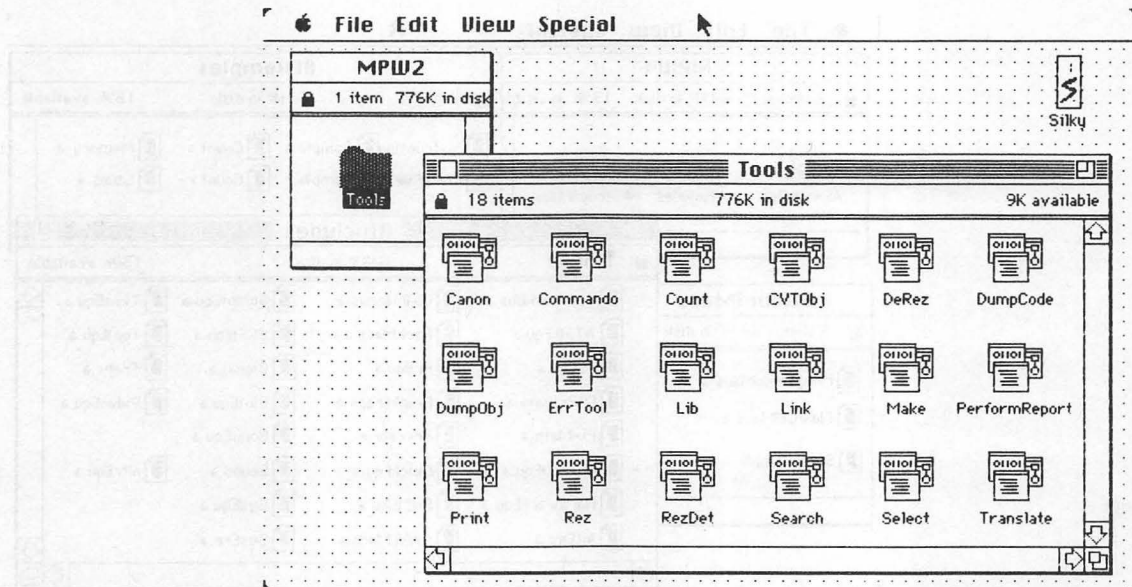 File Edit View Special
MPW2
1 item 776K in disk
Silky
Tools
Tools
18 items 776K in disk 9K available
Canon Commando Count CVTObj DeRez DumpCode
DumpObj ErrTool Lib Link Make PerformReport
Print Rez RezDet Search Select Translate